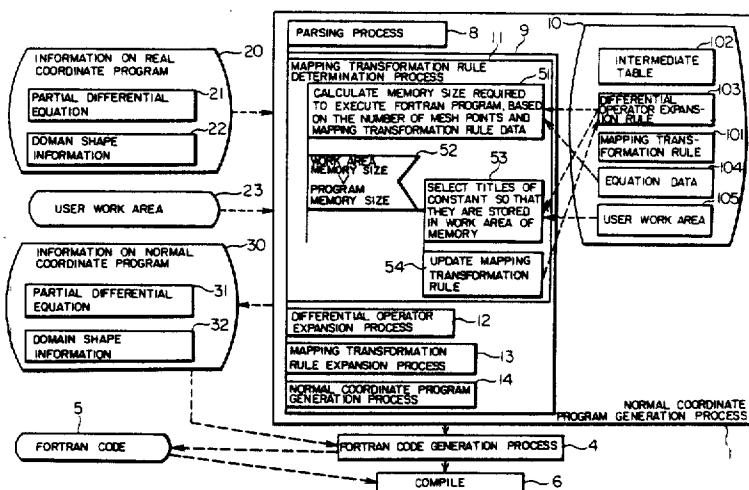 PARSING PROCESS
8
9
11
10
20
INFORMATION ON REAL
COORDINATE PROGRAM
21
PARTIAL DIFFERENTIAL
EQUATION
22
DOMAN SHAPE
INFORMATION
23
USER WORK AREA
30
INFORMATION ON NORMAL
COORDINATE PROGRAM
31
PARTIAL DIFFERENTIAL
EQUATION
32
DOMAIN SHAPE
INFORMATION
5
FORTRAN CODE
MAPPING TRANSFORMATION RULE
DETERMINATION PROCESS
51
CALCULATE MEMORY SIZE REQUIRED
TO EXECUTE FORTRAN PROGRAM, BASED
ON THE NUMBER OF MESH POINTS
AND MAPPING TRANSFORMATION RULE DATA
52
WORK AREA
MEMORY SIZE
PROGRAM
MEMORY SIZE
53
SELECT TITLES OF
CONSTANT SO THAT
THEY ARE STORED
IN WORK AREA OF
MEMORY
54
UPDATE MAPPING
TRANSFORMATION
RULE
DIFFERENTIAL OPERATOR
EXPANSION PROCESS
12
MAPPING TRANSFORMATION
RULE EXPANSION PROCESS
13
NORMAL COORDINATE PROGRAM
GENERATION PROCESS
14
102
INTERMEDIATE
TABLE
103
DIFFERENTIAL
OPERATOR EXPAN-
SION RULE
MAPPING TRANS-
FORMATION RULE
101
EQUATION DATA
104
USER WORK AREA
105
NORMAL COORDINATE
PROGRAM GENERATION PROCESS
1
FORTRAN CODE GENERATION PROCESS
4
COMPILE
6